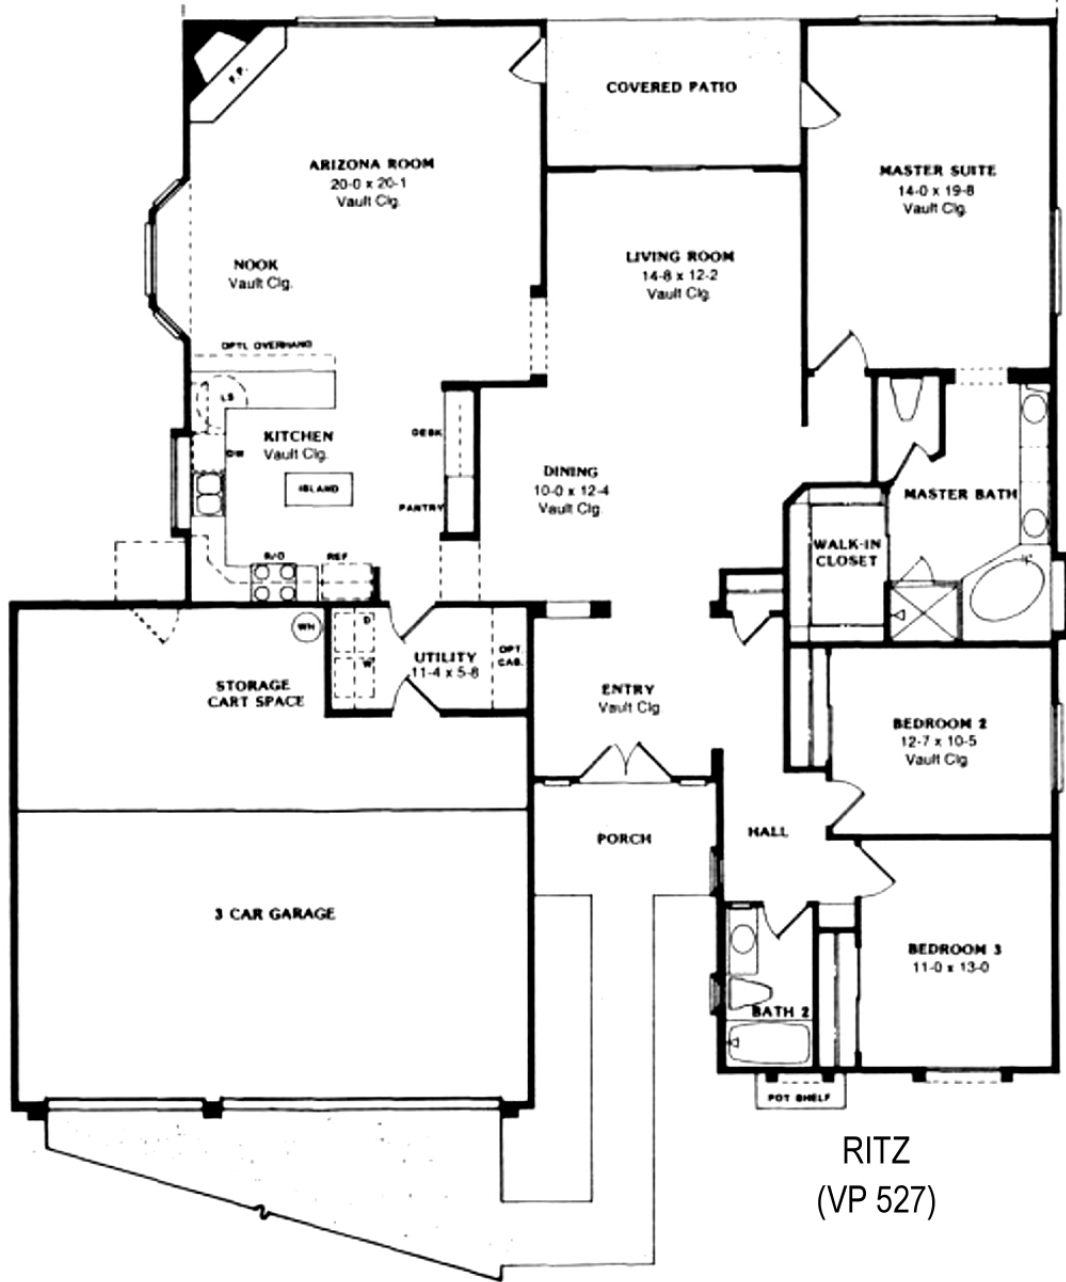 F.P.
COVERED PATIO
ARIZONA ROOM
20-0 x 20-1
Vault Clg.
MASTER SUITE
14-0 x 19-8
Vault Clg.
NOOK
Vault Clg.
LIVING ROOM
14-8 x 12-2
Vault Clg.
OPTL OVERHANG
LS
KITCHEN
Vault Clg.
DW
DESK
ISLAND
PANTRY
DINING
10-0 x 12-4
Vault Clg.
MASTER BATH
WALK-IN
CLOSET
R/O
REF
WH
D
W
UTILITY
11-4 x 5-8
OPT.
CAB.
STORAGE
CART SPACE
ENTRY
Vault Clg.
BEDROOM 2
12-7 x 10-5
Vault Clg
PORCH
HALL
3 CAR GARAGE
BEDROOM 3
11-0 x 13-0
BATH 2
POT SHELF
RITZ
(VP 527)